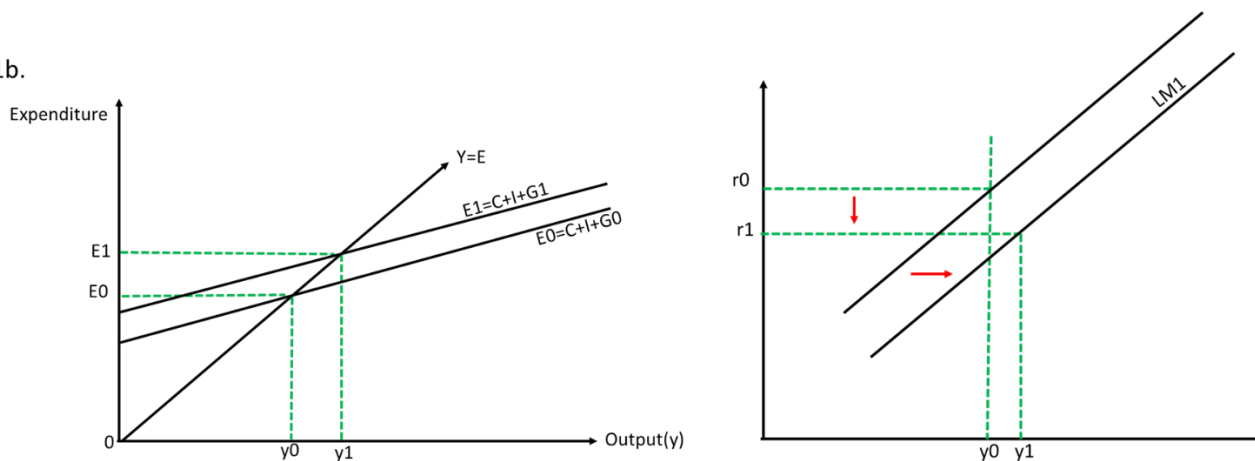 1b.
Expenditure
Y=E
E1=C+I+G1
E0=C+I+G0
E1
E0
0
y0
y1
Output(y)
LM1
r0
r1
y0
y1